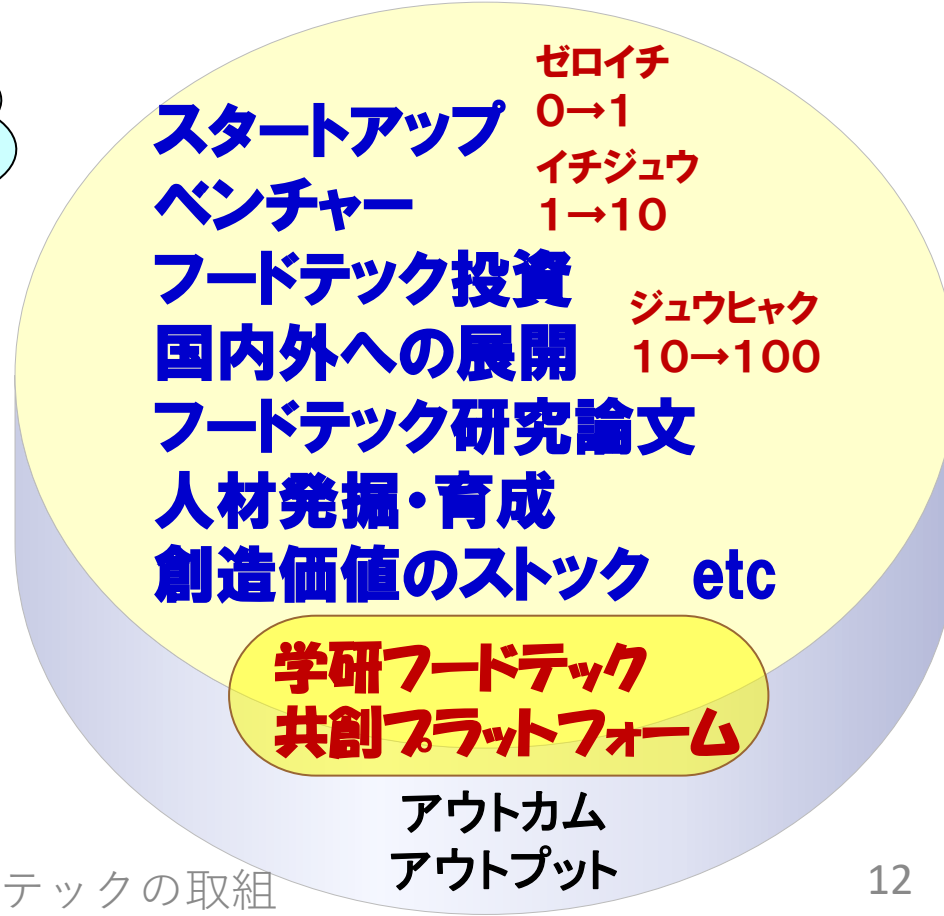 ゼロイチ
スタートアップ 0→1
イチジュウ
ベンチャー 1→10
フードテック投資
ジュウヒャク
国内外への展開 10→100
フードテック研究論文
人材発掘・育成
創造価値のストック etc
学研フードテック
共創プラットフォーム
アウトカム
アウトプット
テックの取組 12